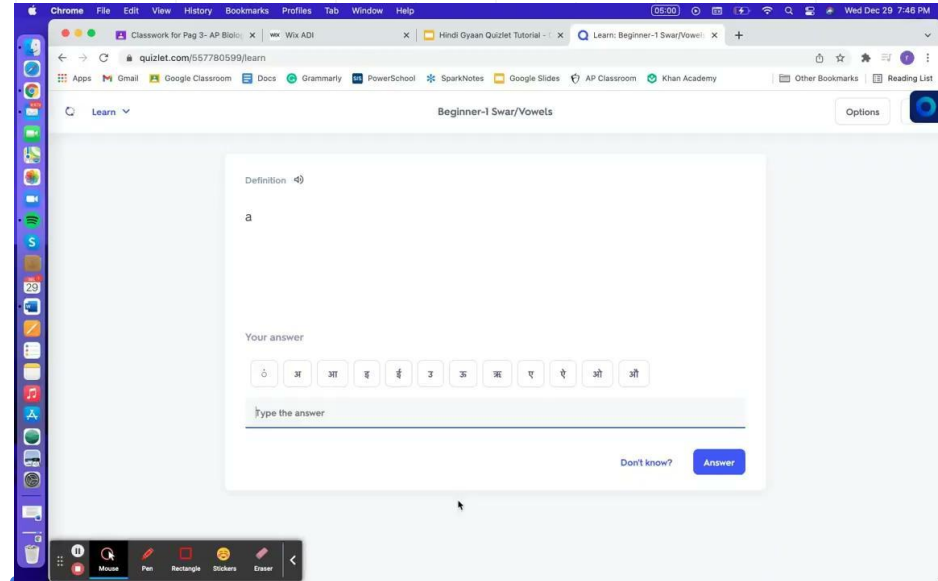 Chrome File Edit View History Bookmarks Profiles Tab Window Help 05:00 Wed Dec 29 7:46 PM
Classwork for Pag 3- AP Biolog Wix ADI Hindi Gyaan Quizlet Tutorial - Learn: Beginner-1 Swar/Vowels
quizlet.com/557780599/learn
Apps Gmail Google Classroom Docs Grammarly PowerSchool SparkNotes Google Slides AP Classroom Khan Academy Other Bookmarks Reading List
Learn Beginner-1 Swar/Vowels Options
Definition
a
Your answer
अ आ इ ई उ ऊ ऋ ए ऐ ओ औ
Type the answer
Don't know? Answer
29
Mouse Pen Rectangle Stickers Eraser